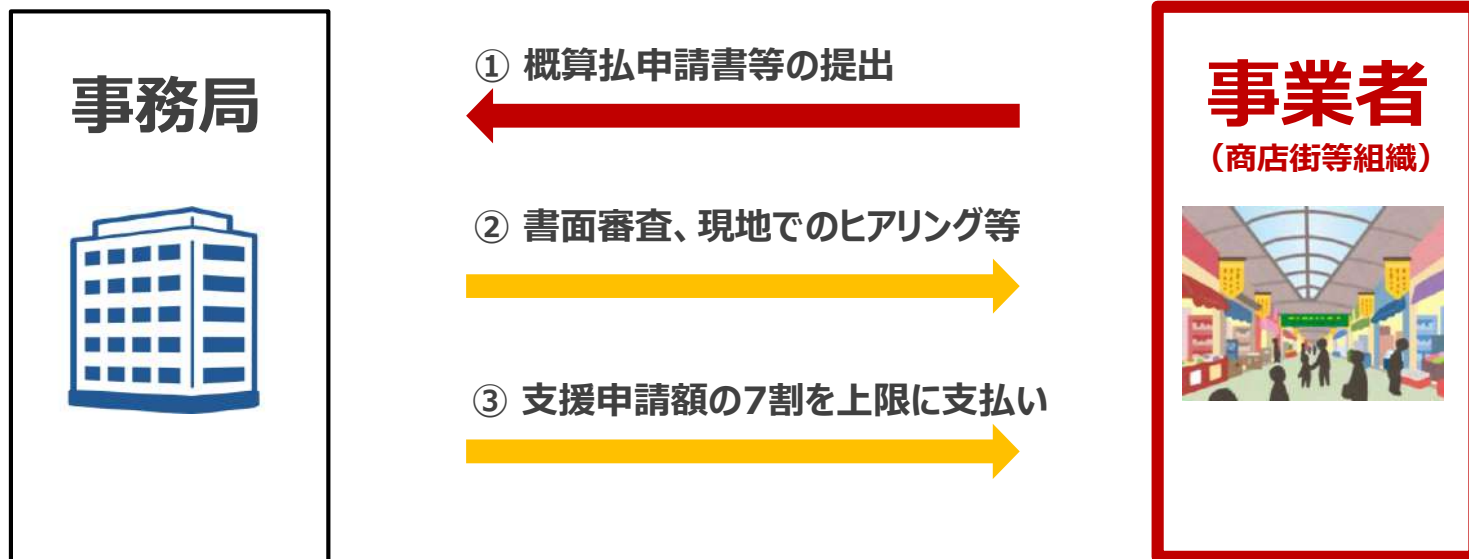 事務局
① 概算払申請書等の提出
② 書面審査、現地でのヒアリング等
③ 支援申請額の7割を上限に支払い
事業者
（商店街等組織）